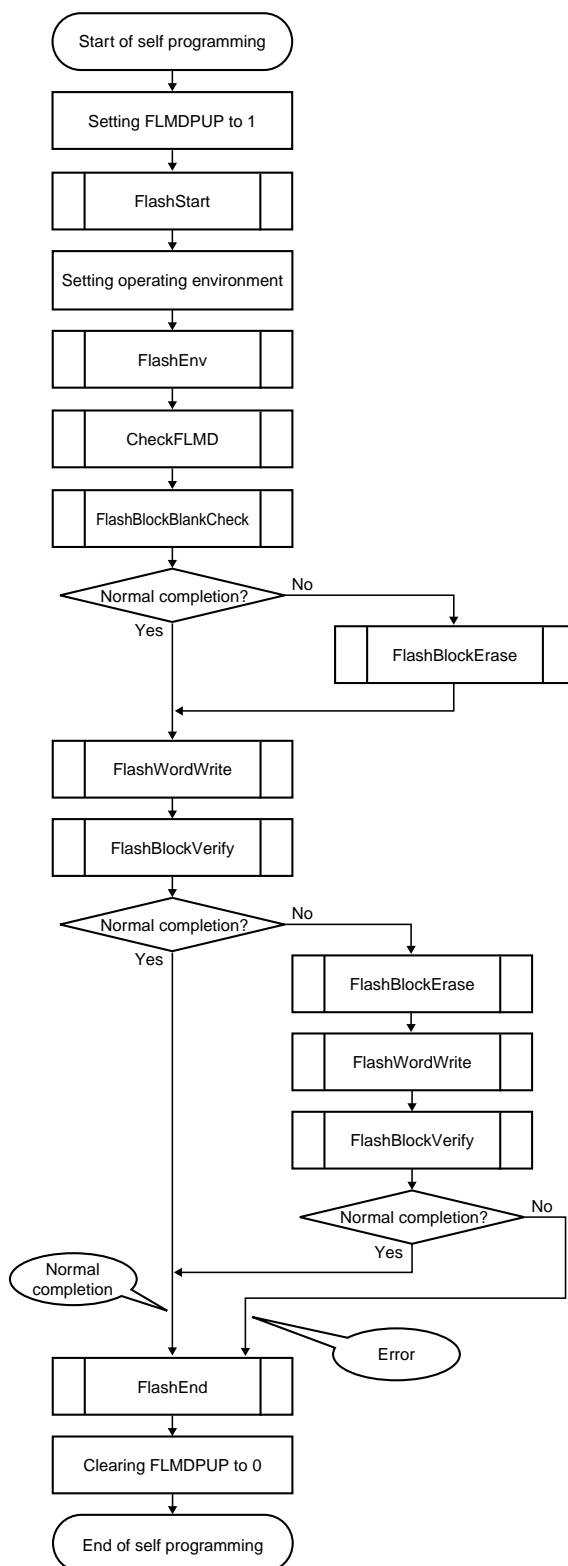 Start of self programming
Setting FLMDPUP to 1
FlashStart
Setting operating environment
FlashEnv
CheckFLMD
FlashBlockBlankCheck
Normal completion?
No
Yes
FlashBlockErase
FlashWordWrite
FlashBlockVerify
Normal completion?
No
Yes
FlashBlockErase
FlashWordWrite
FlashBlockVerify
Normal completion?
No
Yes
Normal
completion
Error
FlashEnd
Clearing FLMDPUP to 0
End of self programming